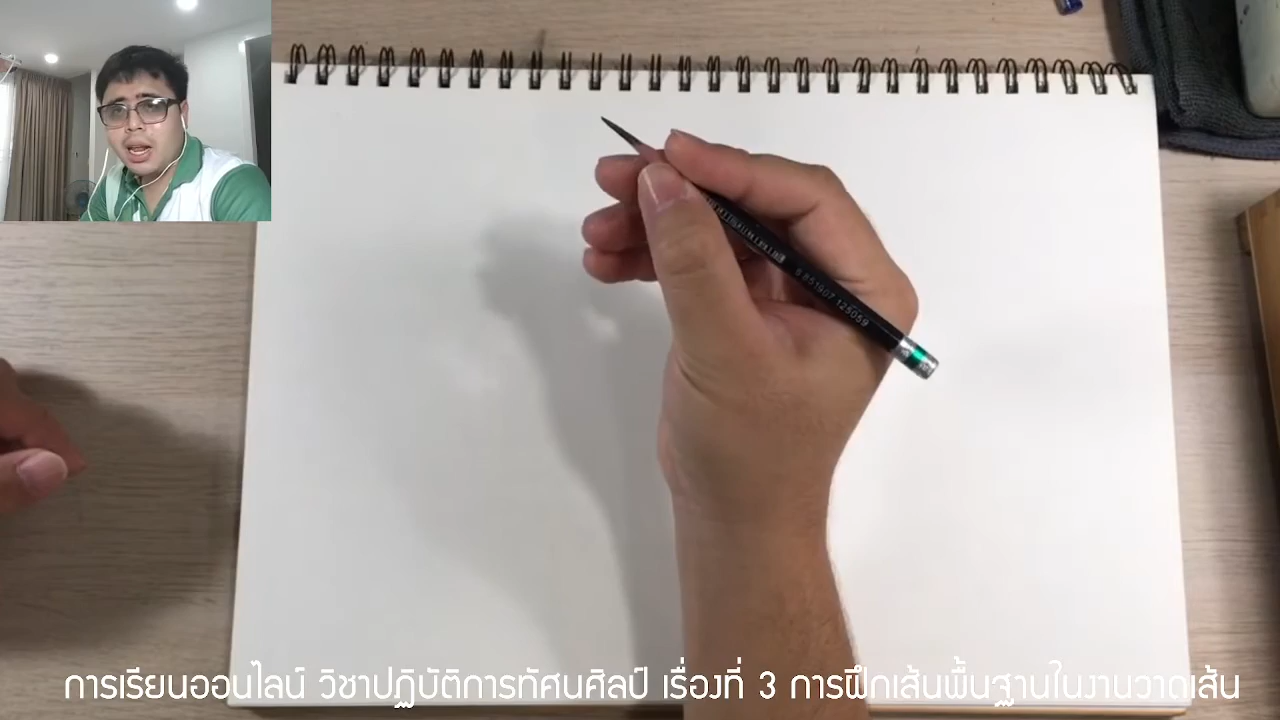 6 851907 125059
การเรียนออนไลน์ วิชาปฏิบัติการทัศนศิลป์ เรื่องที่ 3 การฝึกเส้นพื้นฐานในงานวาดเส้น